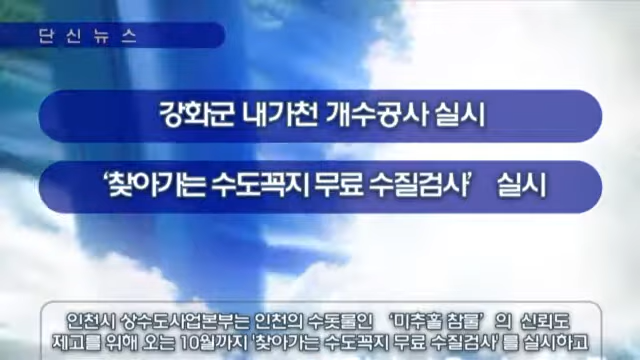 단신뉴스
강화군 내가천 개수공사 실시
‘찾아가는 수도꼭지 무료 수질검사’ 실시
인천시 상수도사업본부는 인천의 수돗물인 ‘미추홀 참물’의 신뢰도
제고를 위해 오는 10월까지 ‘찾아가는 수도꼭지 무료 수질검사’를 실시하고